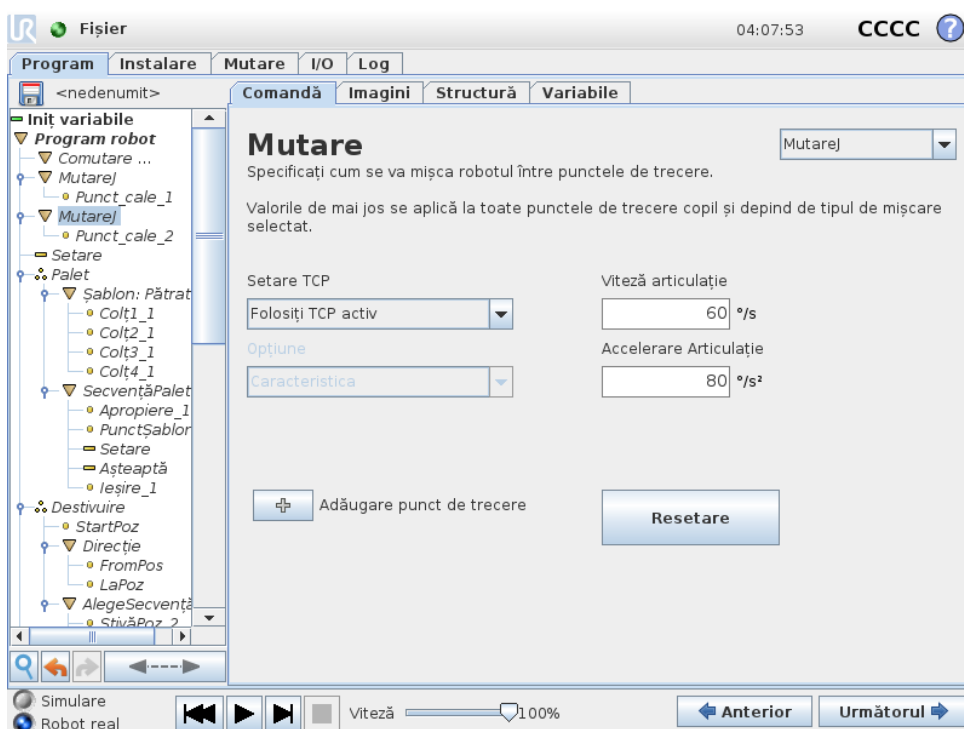 UR Fișier 04:07:53 CCCC ?
Program Instalare Mutare I/O Log
<nedenumit> Comandă Imagini Structură Variabile
Iniț variabile
Program robot
Comutare ...
MutareJ
Punct_cale_1
MutareJ
Punct_cale_2
Setare
Palet
Șablon: Pătrat
Colț1_1
Colț2_1
Colț3_1
Colț4_1
SecvențăPalet
Apropiere_1
PunctȘablon
Setare
Așteaptă
Ieșire_1
Destivuire
StartPoz
Direcție
FromPos
LaPoz
AlegeSecvență
StivăPoz_2
Mutare MutareJ
Specificați cum se va mișca robotul între punctele de trecere.
Valorile de mai jos se aplică la toate punctele de trecere copil și depind de tipul de mișcare
selectat.
Setare TCP Viteză articulație
Folosiți TCP activ 60 °/s
Opțiune Accelerare Articulație
Caracteristica 80 °/s²
Adăugare punct de trecere Resetare
Simulare
Robot real
Viteză 100% Anterior Următorul